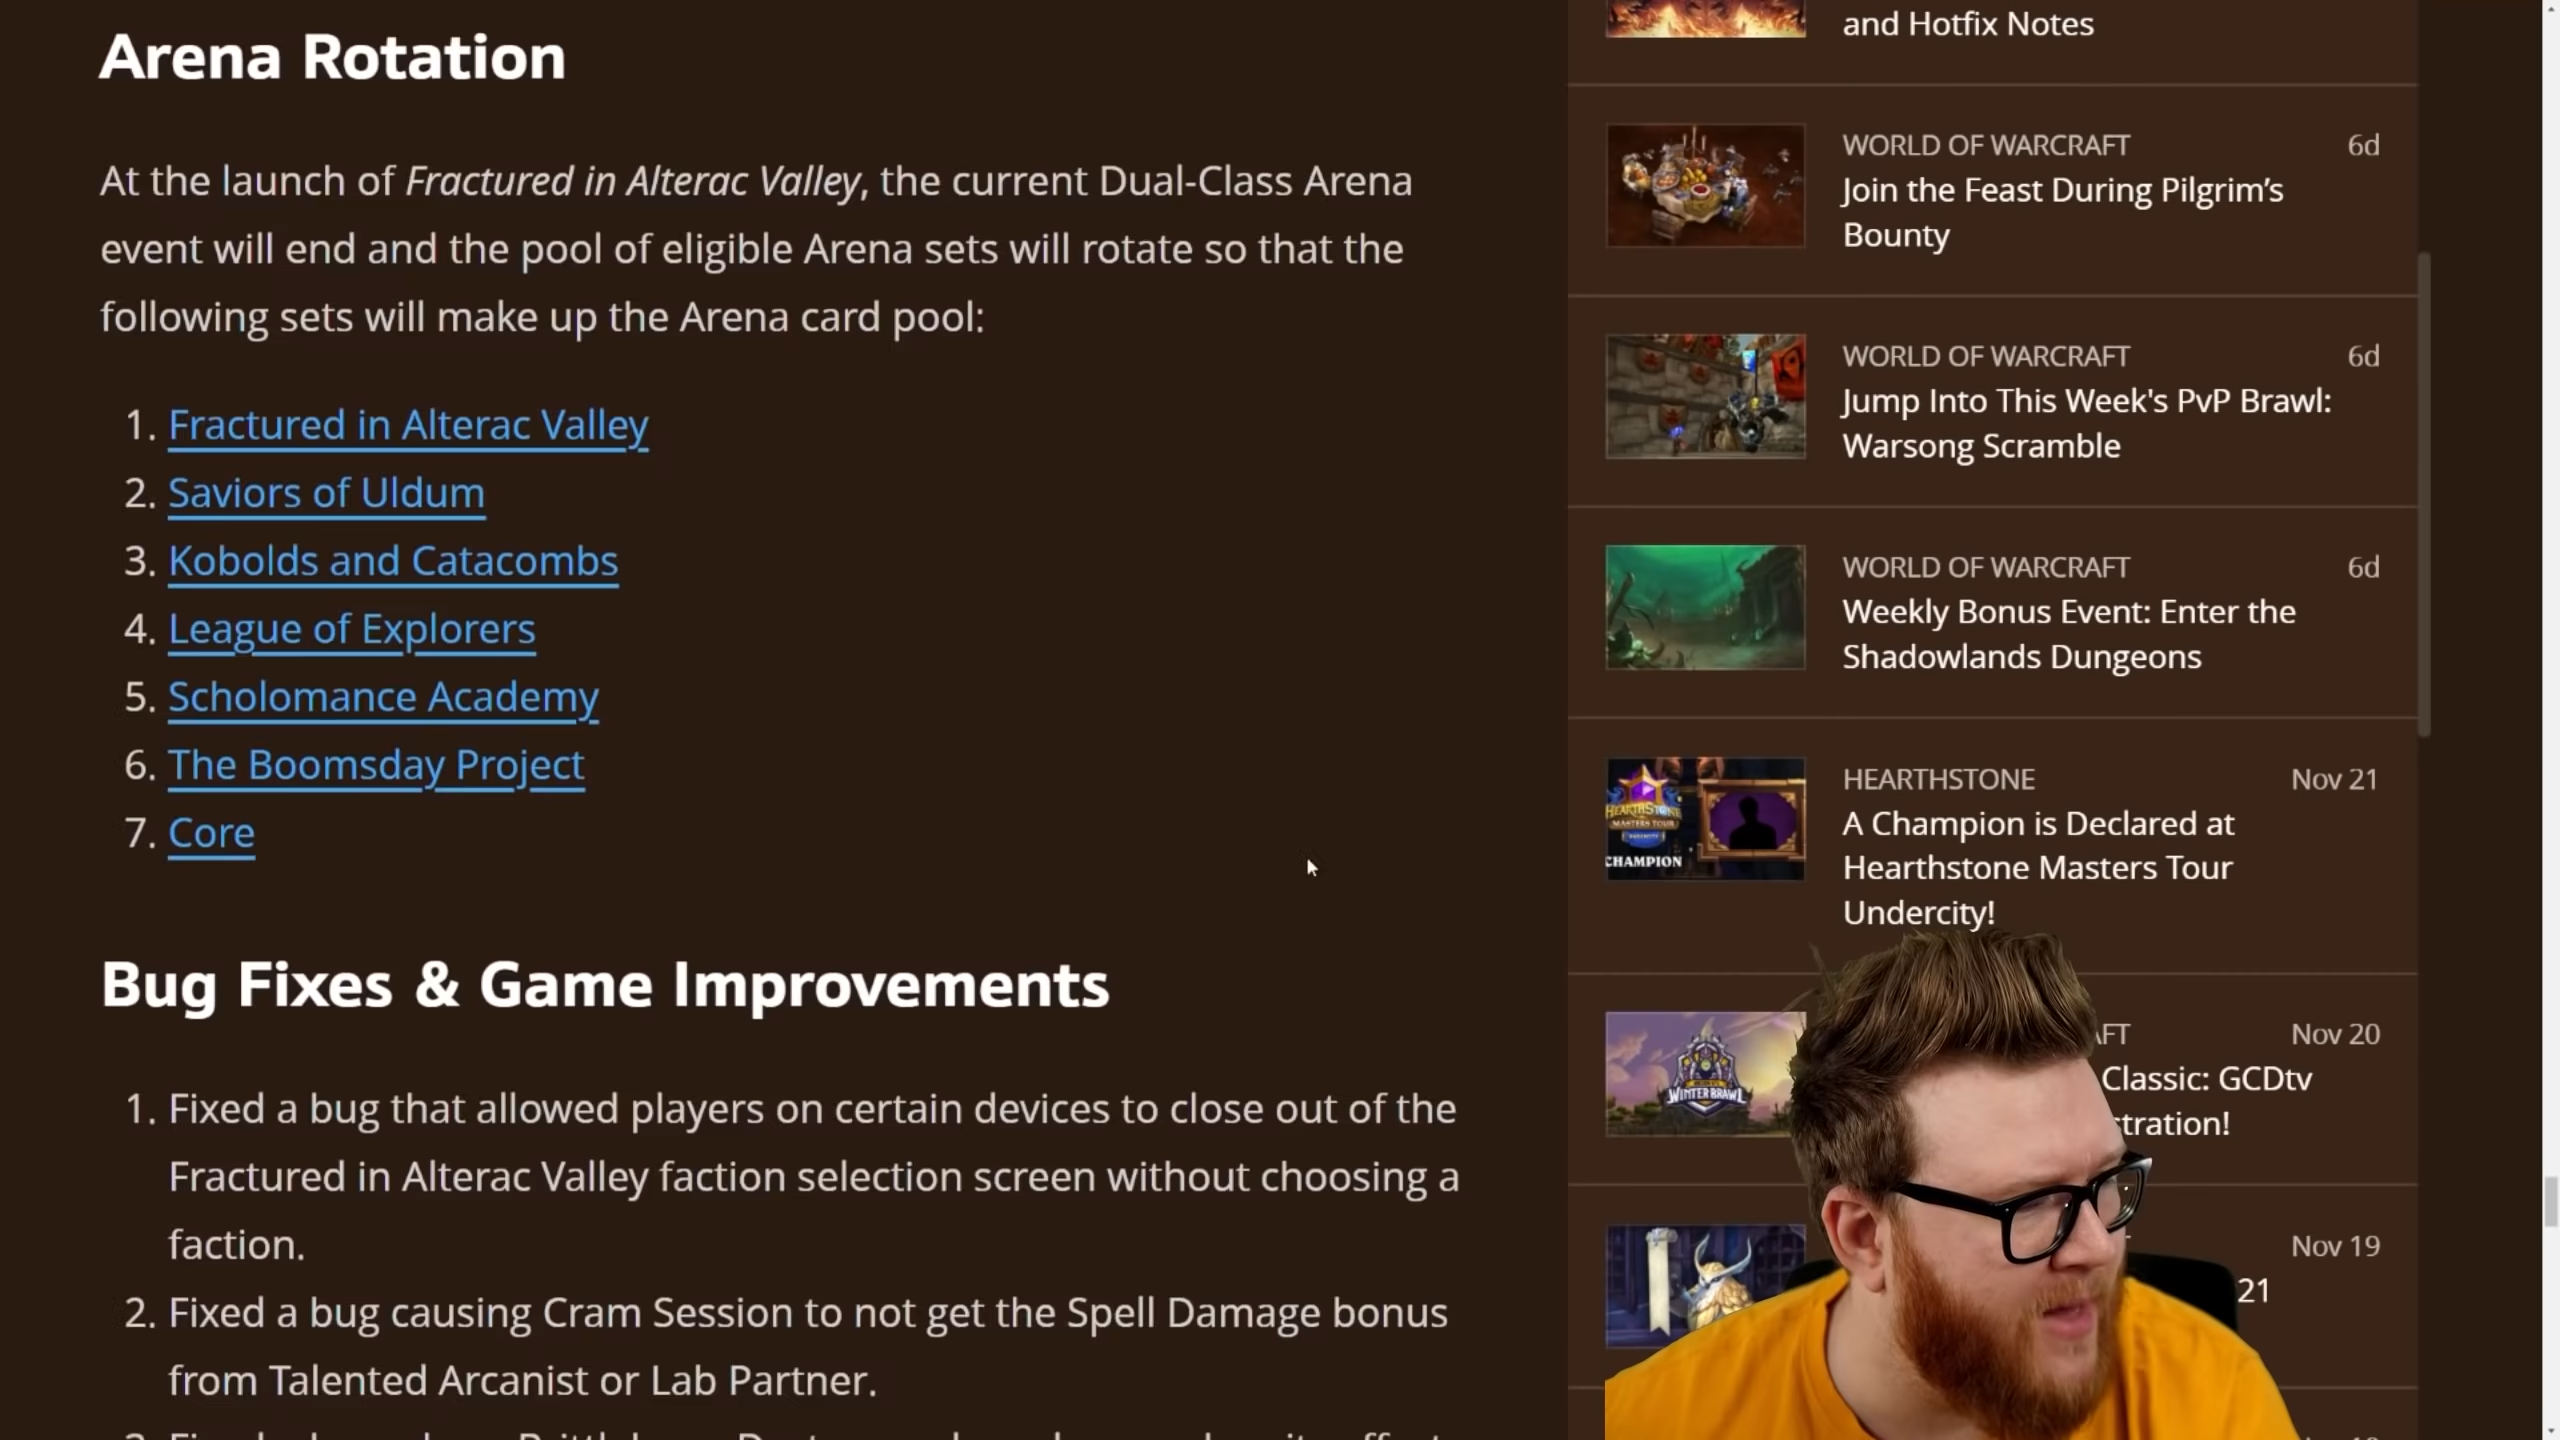 Arena Rotation
At the launch of Fractured in Alterac Valley, the current Dual-Class Arena
event will end and the pool of eligible Arena sets will rotate so that the
following sets will make up the Arena card pool:
1. Fractured in Alterac Valley
2. Saviors of Uldum
3. Kobolds and Catacombs
4. League of Explorers
5. Scholomance Academy
6. The Boomsday Project
7. Core
Bug Fixes & Game Improvements
1. Fixed a bug that allowed players on certain devices to close out of the
Fractured in Alterac Valley faction selection screen without choosing a
faction.
2. Fixed a bug causing Cram Session to not get the Spell Damage bonus
from Talented Arcanist or Lab Partner.
and Hotfix Notes
WORLD OF WARCRAFT 6d
Join the Feast During Pilgrim’s
Bounty
WORLD OF WARCRAFT 6d
Jump Into This Week's PvP Brawl:
Warsong Scramble
WORLD OF WARCRAFT 6d
Weekly Bonus Event: Enter the
Shadowlands Dungeons
HEARTHSTONE Nov 21
A Champion is Declared at
Hearthstone Masters Tour
Undercity!
HEARTHSTONE
MASTERS TOUR
CHAMPION
Nov 20
Classic: GCDtv
WINTER BRAWL
Nov 19
21